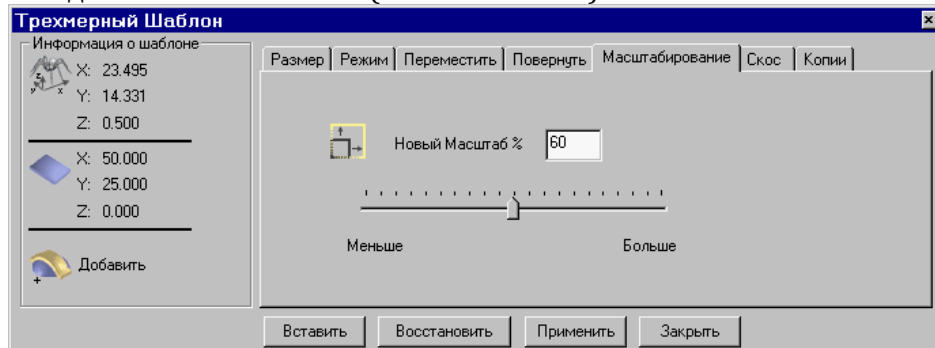 Трехмерный Шаблон
Информация о шаблоне
X: 23.495
Y: 14.331
Z: 0.500
X: 50.000
Y: 25.000
Z: 0.000
Добавить
Размер Режим Переместить Повернуть Масштабирование Скос Копии
Новый Масштаб % 60
Меньше Больше
Вставить Восстановить Применить Закрыть